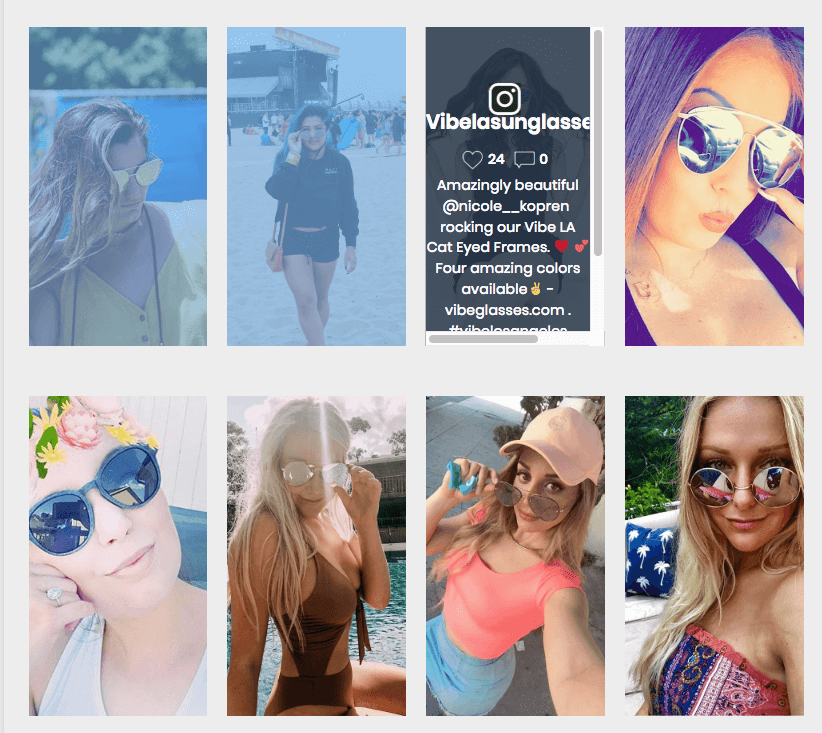 Vibelasunglasse
24 0
Amazingly beautiful
@nicole__kopren
rocking our Vibe LA
Cat Eyed Frames. ❤️ 💕
Four amazing colors
available✌️ -
vibeglasses.com .
#vibelosangeles